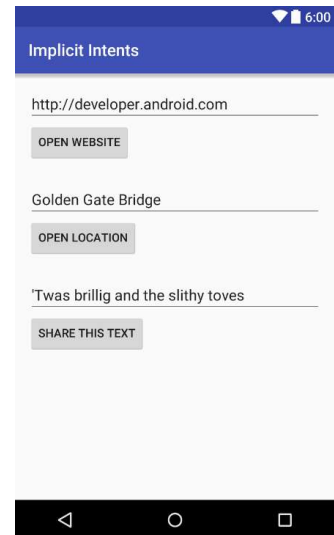 6:00
Implicit Intents
http://developer.android.com
OPEN WEBSITE
Golden Gate Bridge
OPEN LOCATION
'Twas brillig and the slithy toves
SHARE THIS TEXT